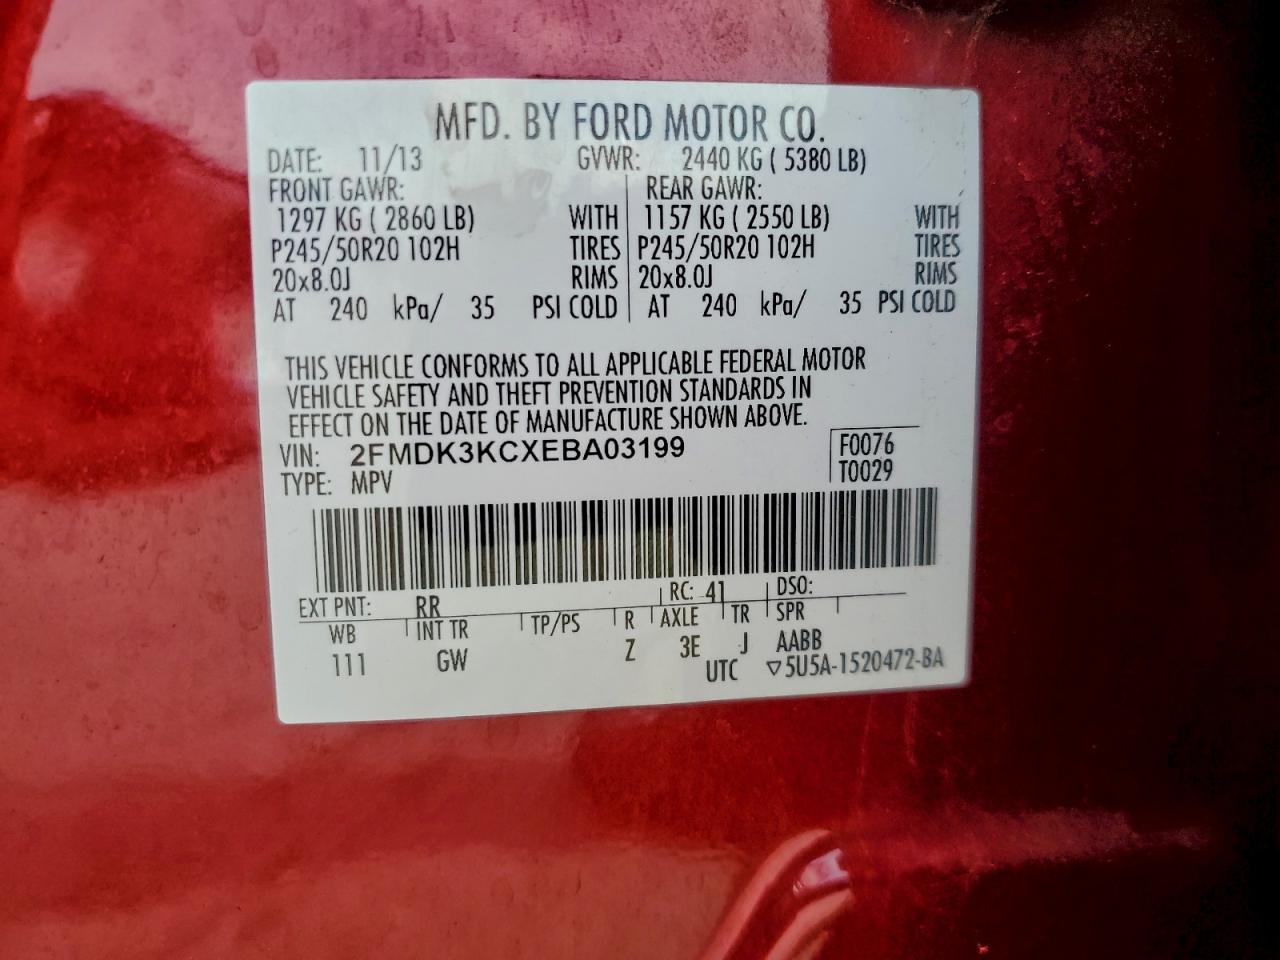 MFD. BY FORD MOTOR CO.
DATE: 11/13 GVWR: 2440 KG ( 5380 LB)
FRONT GAWR: REAR GAWR:
1297 KG ( 2860 LB) WITH 1157 KG ( 2550 LB) WITH
P245/50R20 102H TIRES P245/50R20 102H TIRES
20x8.0J RIMS 20x8.0J RIMS
AT 240 kPa/ 35 PSI COLD AT 240 kPa/ 35 PSI COLD
THIS VEHICLE CONFORMS TO ALL APPLICABLE FEDERAL MOTOR
VEHICLE SAFETY AND THEFT PREVENTION STANDARDS IN
EFFECT ON THE DATE OF MANUFACTURE SHOWN ABOVE.
VIN: 2FMDK3KCXEBA03199 F0076
TYPE: MPV T0029
EXT PNT: RR RC: 41 DSO:
WB INT TR TP/PS R AXLE TR SPR
111 GW Z 3E J AABB
UTC ▽5U5A-1520472-BA